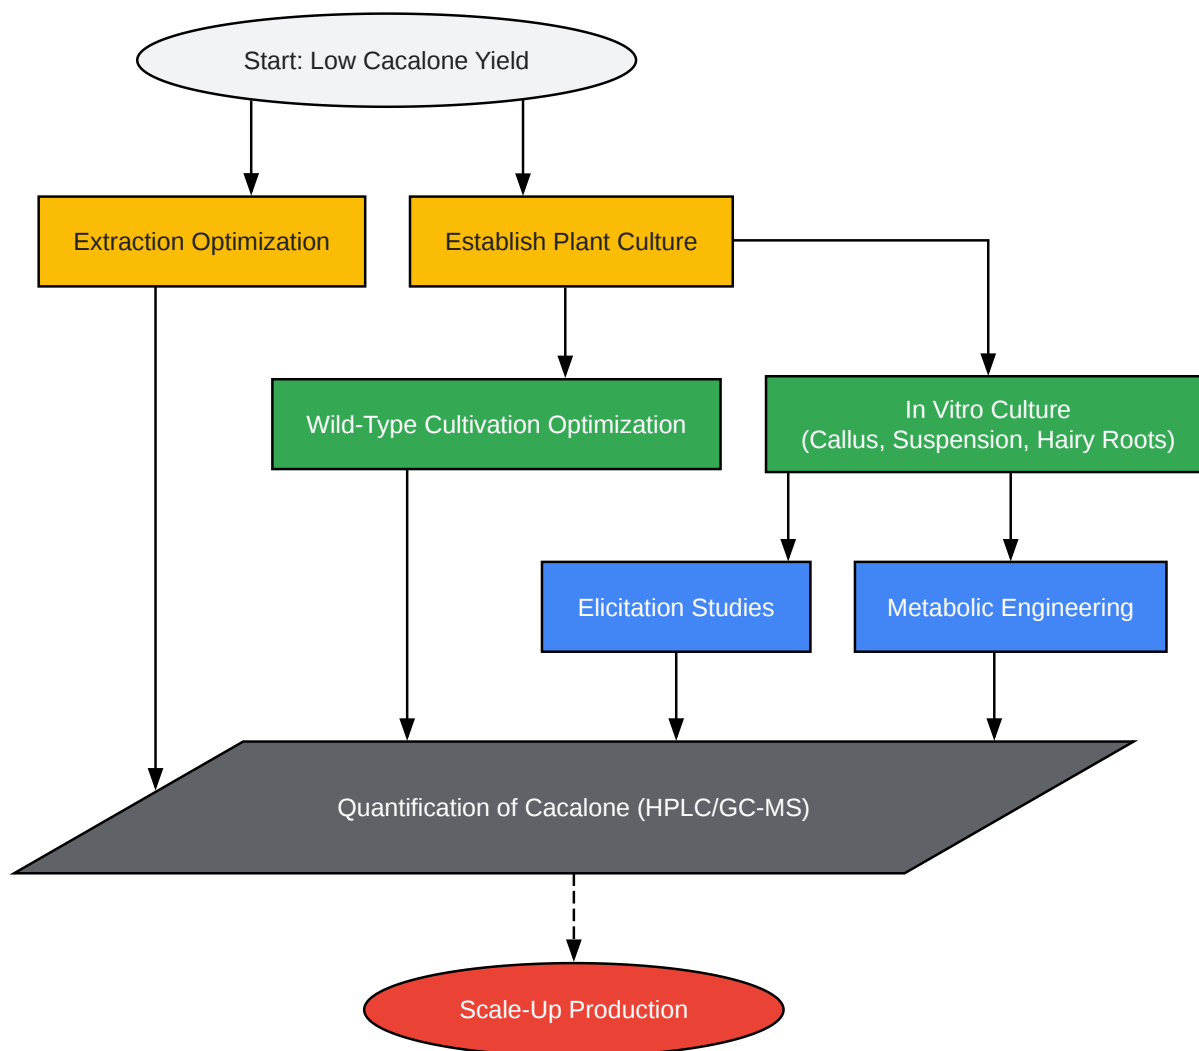 Start: Low Cacalone Yield
Extraction Optimization
Establish Plant Culture
Wild-Type Cultivation Optimization
In Vitro Culture
(Callus, Suspension, Hairy Roots)
Elicitation Studies
Metabolic Engineering
Quantification of Cacalone (HPLC/GC-MS)
Scale-Up Production